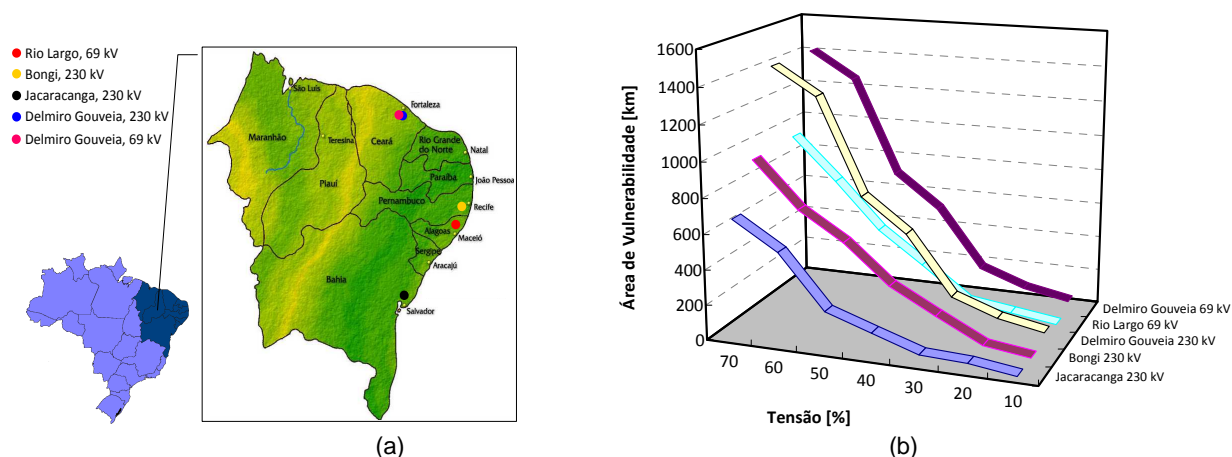 Rio Largo, 69 kV
Bongi, 230 kV
Jacaracanga, 230 kV
Delmiro Gouveia, 230 kV
Delmiro Gouveia, 69 kV
São Luís
Fortaleza
Maranhão
Teresina
Ceará
Rio Grande
do Norte
Natal
Paraíba
João Pessoa
Piauí
Pernambuco
Recife
Alagoas
Maceió
Sergipe
Aracajú
Bahia
Salvador
(a)
Área de Vulnerabilidade [km]
1600
1400
1200
1000
800
600
400
200
0
70
60
50
40
30
20
10
Tensão [%]
Delmiro Gouveia 69 kV
Rio Largo 69 kV
Delmiro Gouveia 230 kV
Bongi 230 kV
Jacaracanga 230 kV
(b)